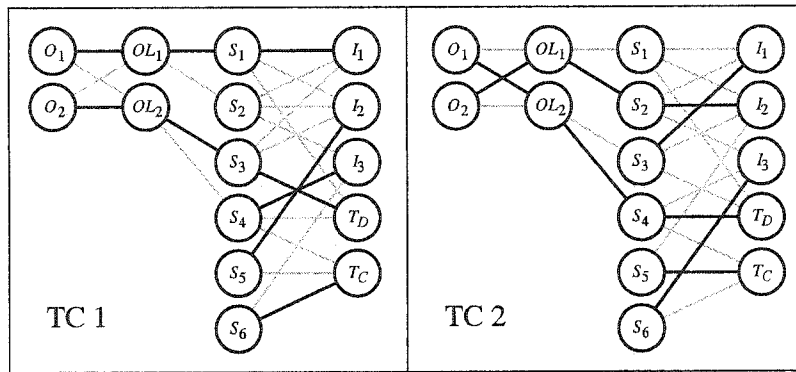 O1 OL1 S1 I1
O2 OL2 S2 I2
S3 I3
S4 TD
S5 TC
S6
TC 1
O1 OL1 S1 I1
O2 OL2 S2 I2
S3 I3
S4 TD
S5 TC
S6
TC 2